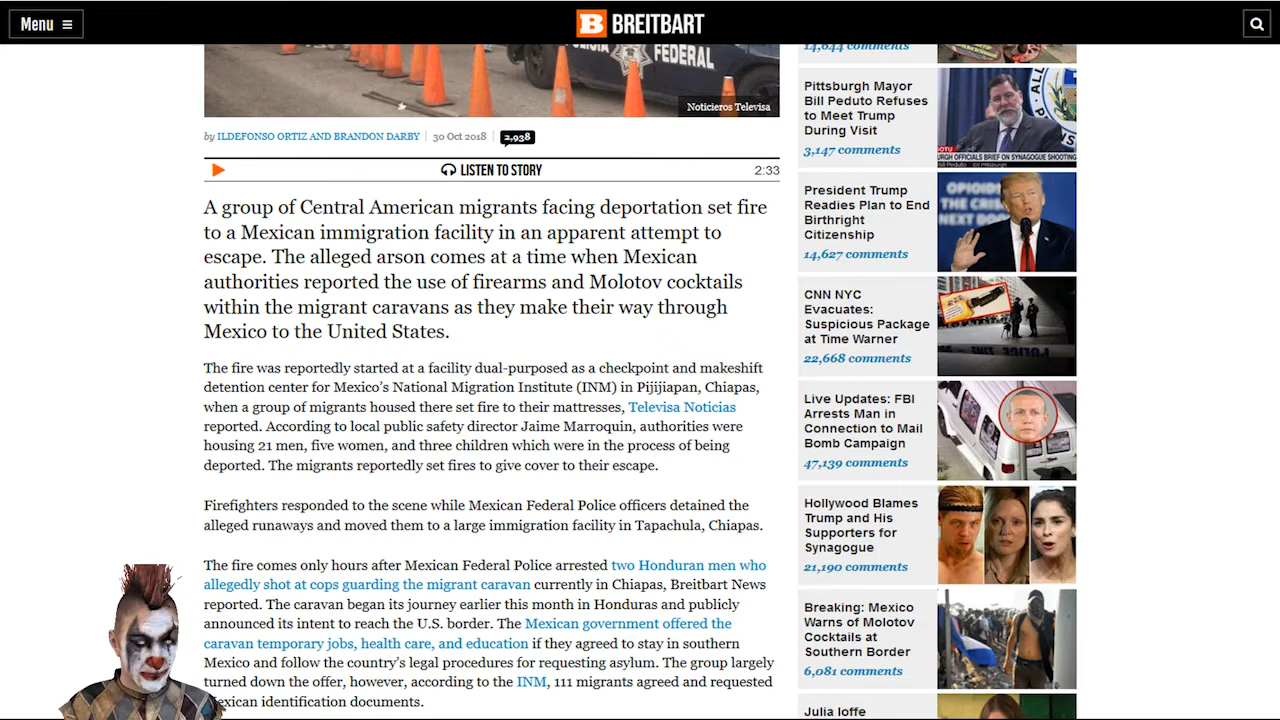 Menu
BREITBART
POLICIA FEDERAL
Noticieros Televisa
by ILDEFONSO ORTIZ AND BRANDON DARBY | 30 Oct 2018 | 2,938
LISTEN TO STORY
2:33
A group of Central American migrants facing deportation set fire
to a Mexican immigration facility in an apparent attempt to
escape. The alleged arson comes at a time when Mexican
authorities reported the use of firearms and Molotov cocktails
within the migrant caravans as they make their way through
Mexico to the United States.
The fire was reportedly started at a facility dual-purposed as a checkpoint and makeshift
detention center for Mexico’s National Migration Institute (INM) in Pijijiapan, Chiapas,
when a group of migrants housed there set fire to their mattresses, Televisa Noticias
reported. According to local public safety director Jaime Marroquin, authorities were
housing 21 men, five women, and three children which were in the process of being
deported. The migrants reportedly set fires to give cover to their escape.
Firefighters responded to the scene while Mexican Federal Police officers detained the
alleged runaways and moved them to a large immigration facility in Tapachula, Chiapas.
The fire comes only hours after Mexican Federal Police arrested two Honduran men who
allegedly shot at cops guarding the migrant caravan currently in Chiapas, Breitbart News
reported. The caravan began its journey earlier this month in Honduras and publicly
announced its intent to reach the U.S. border. The Mexican government offered the
caravan temporary jobs, health care, and education if they agreed to stay in southern
Mexico and follow the country’s legal procedures for requesting asylum. The group largely
turned down the offer, however, according to the INM, 111 migrants agreed and requested
Mexican identification documents.
14,644 comments
Pittsburgh Mayor
Bill Peduto Refuses
to Meet Trump
During Visit
3,147 comments
President Trump
Readies Plan to End
Birthright
Citizenship
14,627 comments
OPIOIDS
THE CRIS
NEXT DOO
CNN NYC
Evacuates:
Suspicious Package
at Time Warner
22,668 comments
Live Updates: FBI
Arrests Man in
Connection to Mail
Bomb Campaign
47,139 comments
Hollywood Blames
Trump and His
Supporters for
Synagogue
21,190 comments
Breaking: Mexico
Warns of Molotov
Cocktails at
Southern Border
6,081 comments
Julia Ioffe